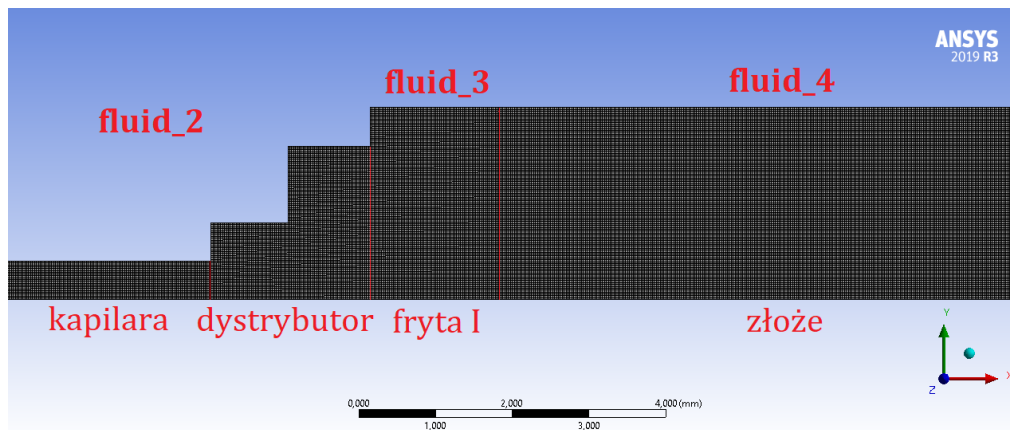 ANSYS
2019 R3
fluid_3
fluid_4
fluid_2
kapilara
dystrybutor
fryta I
złoże
Y
X
Z
0,000
2,000
4,000 (mm)
1,000
3,000